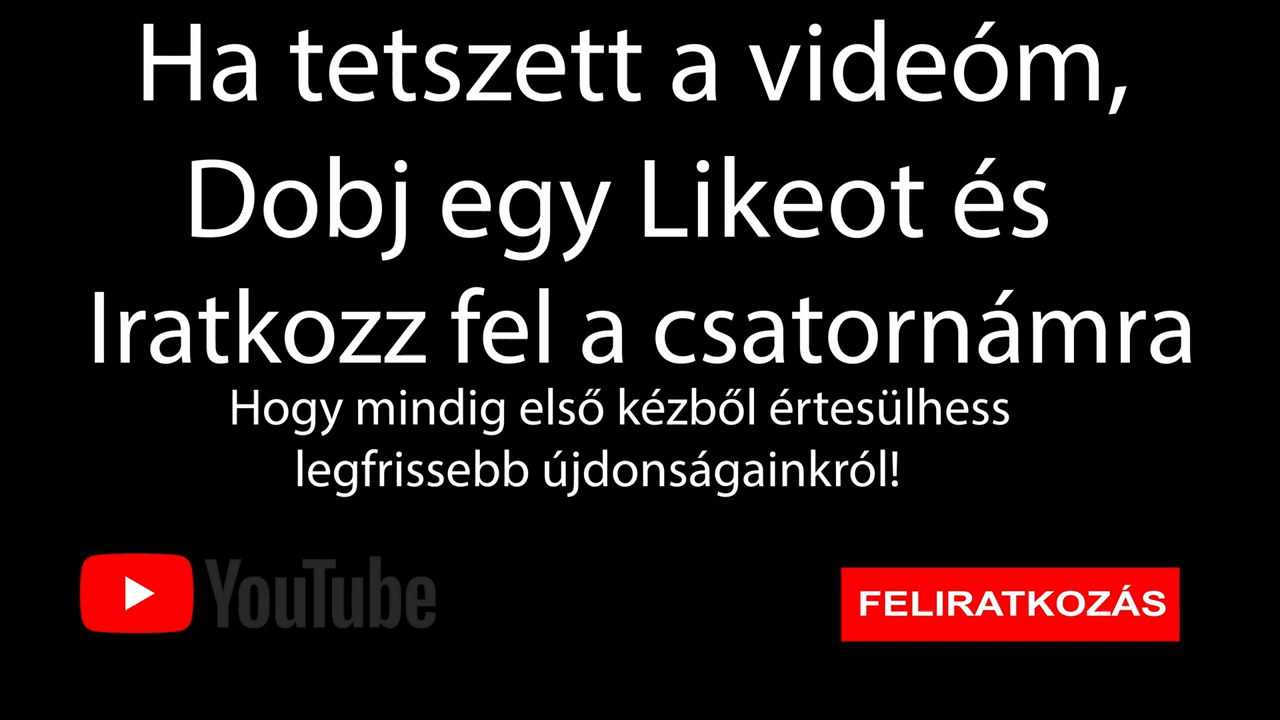 Ha tetszett a videóm,
Dobj egy Likeot és
Iratkozz fel a csatornámra
Hogy mindig első kézből értesülhess
legfrissebb újdonságainkról!
YouTube
FELIRATKOZÁS